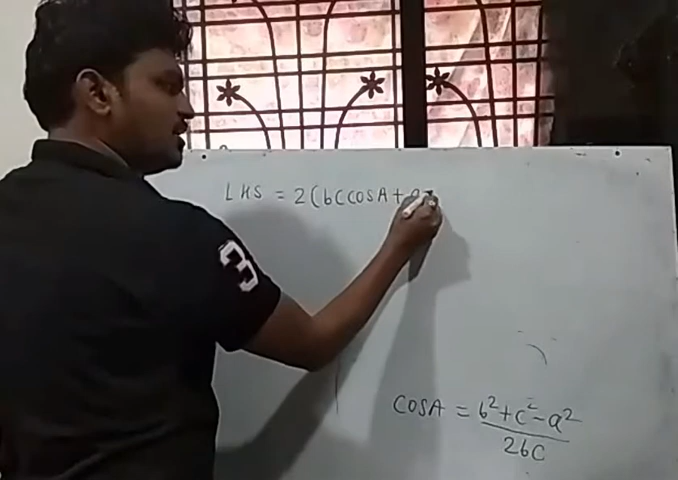 LHS = 2(bccosA+
cosA = b²+c²-a²
2bc
3